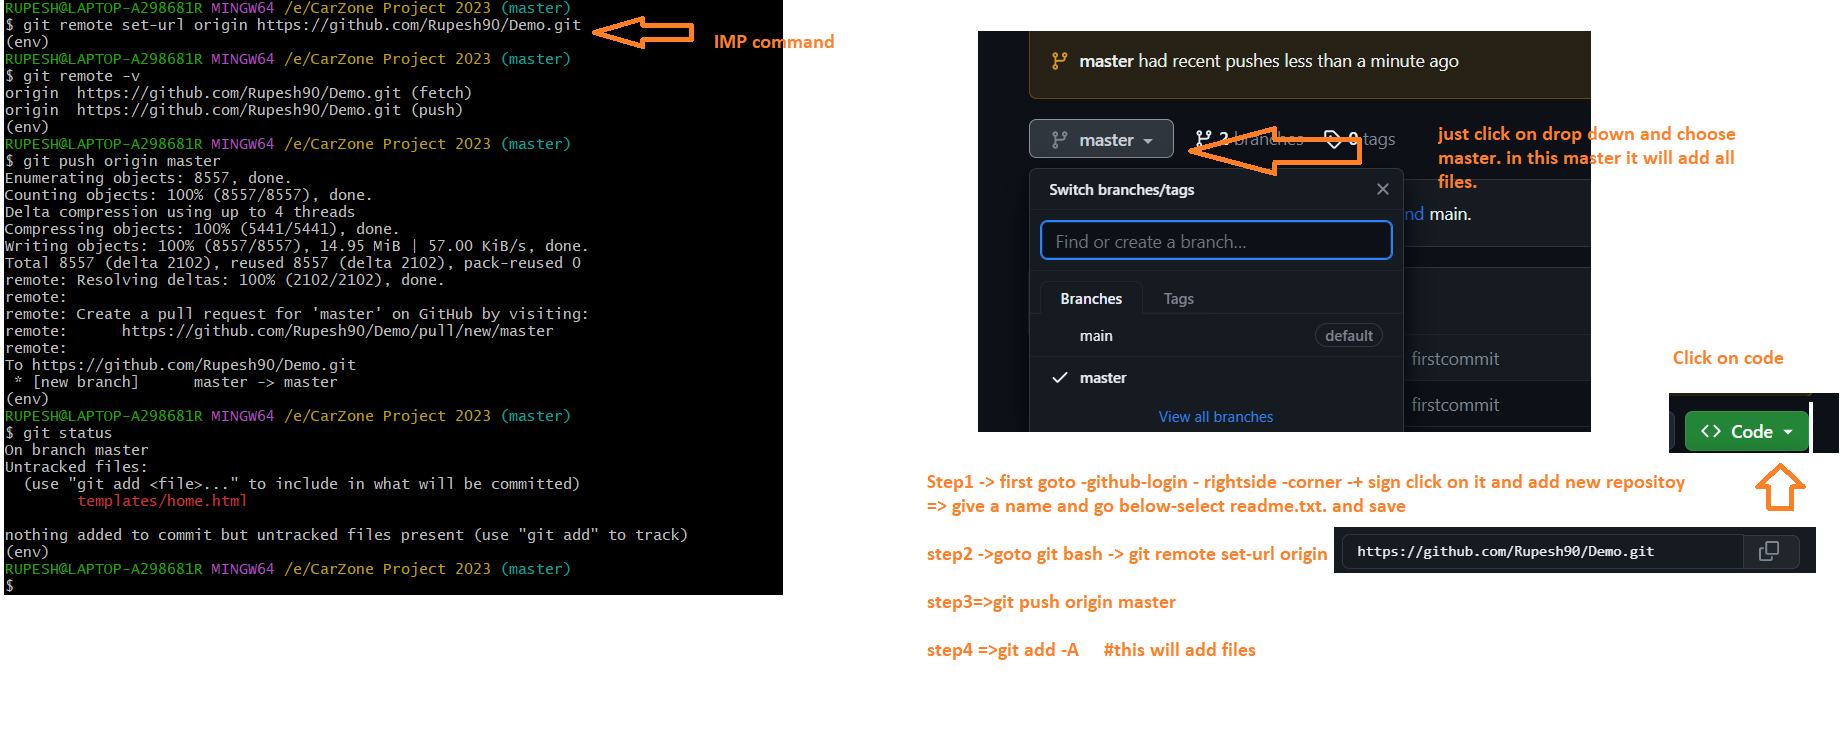 RUPESH@LAPTOP-A298681R MINGW64 /e/CarZone Project 2023 (master)
$ git remote set-url origin https://github.com/Rupesh90/Demo.git
(env)
RUPESH@LAPTOP-A298681R MINGW64 /e/CarZone Project 2023 (master)
$ git remote -v
origin  https://github.com/Rupesh90/Demo.git (fetch)
origin  https://github.com/Rupesh90/Demo.git (push)
(env)
RUPESH@LAPTOP-A298681R MINGW64 /e/CarZone Project 2023 (master)
$ git push origin master
Enumerating objects: 8557, done.
Counting objects: 100% (8557/8557), done.
Delta compression using up to 4 threads
Compressing objects: 100% (5441/5441), done.
Writing objects: 100% (8557/8557), 14.95 MiB | 57.00 KiB/s, done.
Total 8557 (delta 2102), reused 8557 (delta 2102), pack-reused 0
remote: Resolving deltas: 100% (2102/2102), done.
remote:
remote: Create a pull request for 'master' on GitHub by visiting:
remote:      https://github.com/Rupesh90/Demo/pull/new/master
remote:
To https://github.com/Rupesh90/Demo.git
 * [new branch]      master -> master
(env)
RUPESH@LAPTOP-A298681R MINGW64 /e/CarZone Project 2023 (master)
$ git status
On branch master
Untracked files:
  (use "git add <file>..." to include in what will be committed)
        templates/home.html
nothing added to commit but untracked files present (use "git add" to track)
(env)
RUPESH@LAPTOP-A298681R MINGW64 /e/CarZone Project 2023 (master)
$
IMP command
master had recent pushes less than a minute ago
master
2 branches
0 tags
just click on drop down and choose
master. in this master it will add all
files.
Switch branches/tags
nd main.
Find or create a branch...
Branches Tags
main default
master
View all branches
firstcommit
firstcommit
Click on code
<> Code
Step1 -> first goto -github-login - rightside -corner -+ sign click on it and add new repositoy
=> give a name and go below-select readme.txt. and save
step2 ->goto git bash -> git remote set-url origin
https://github.com/Rupesh90/Demo.git
step3=>git push origin master
step4 =>git add -A     #this will add files